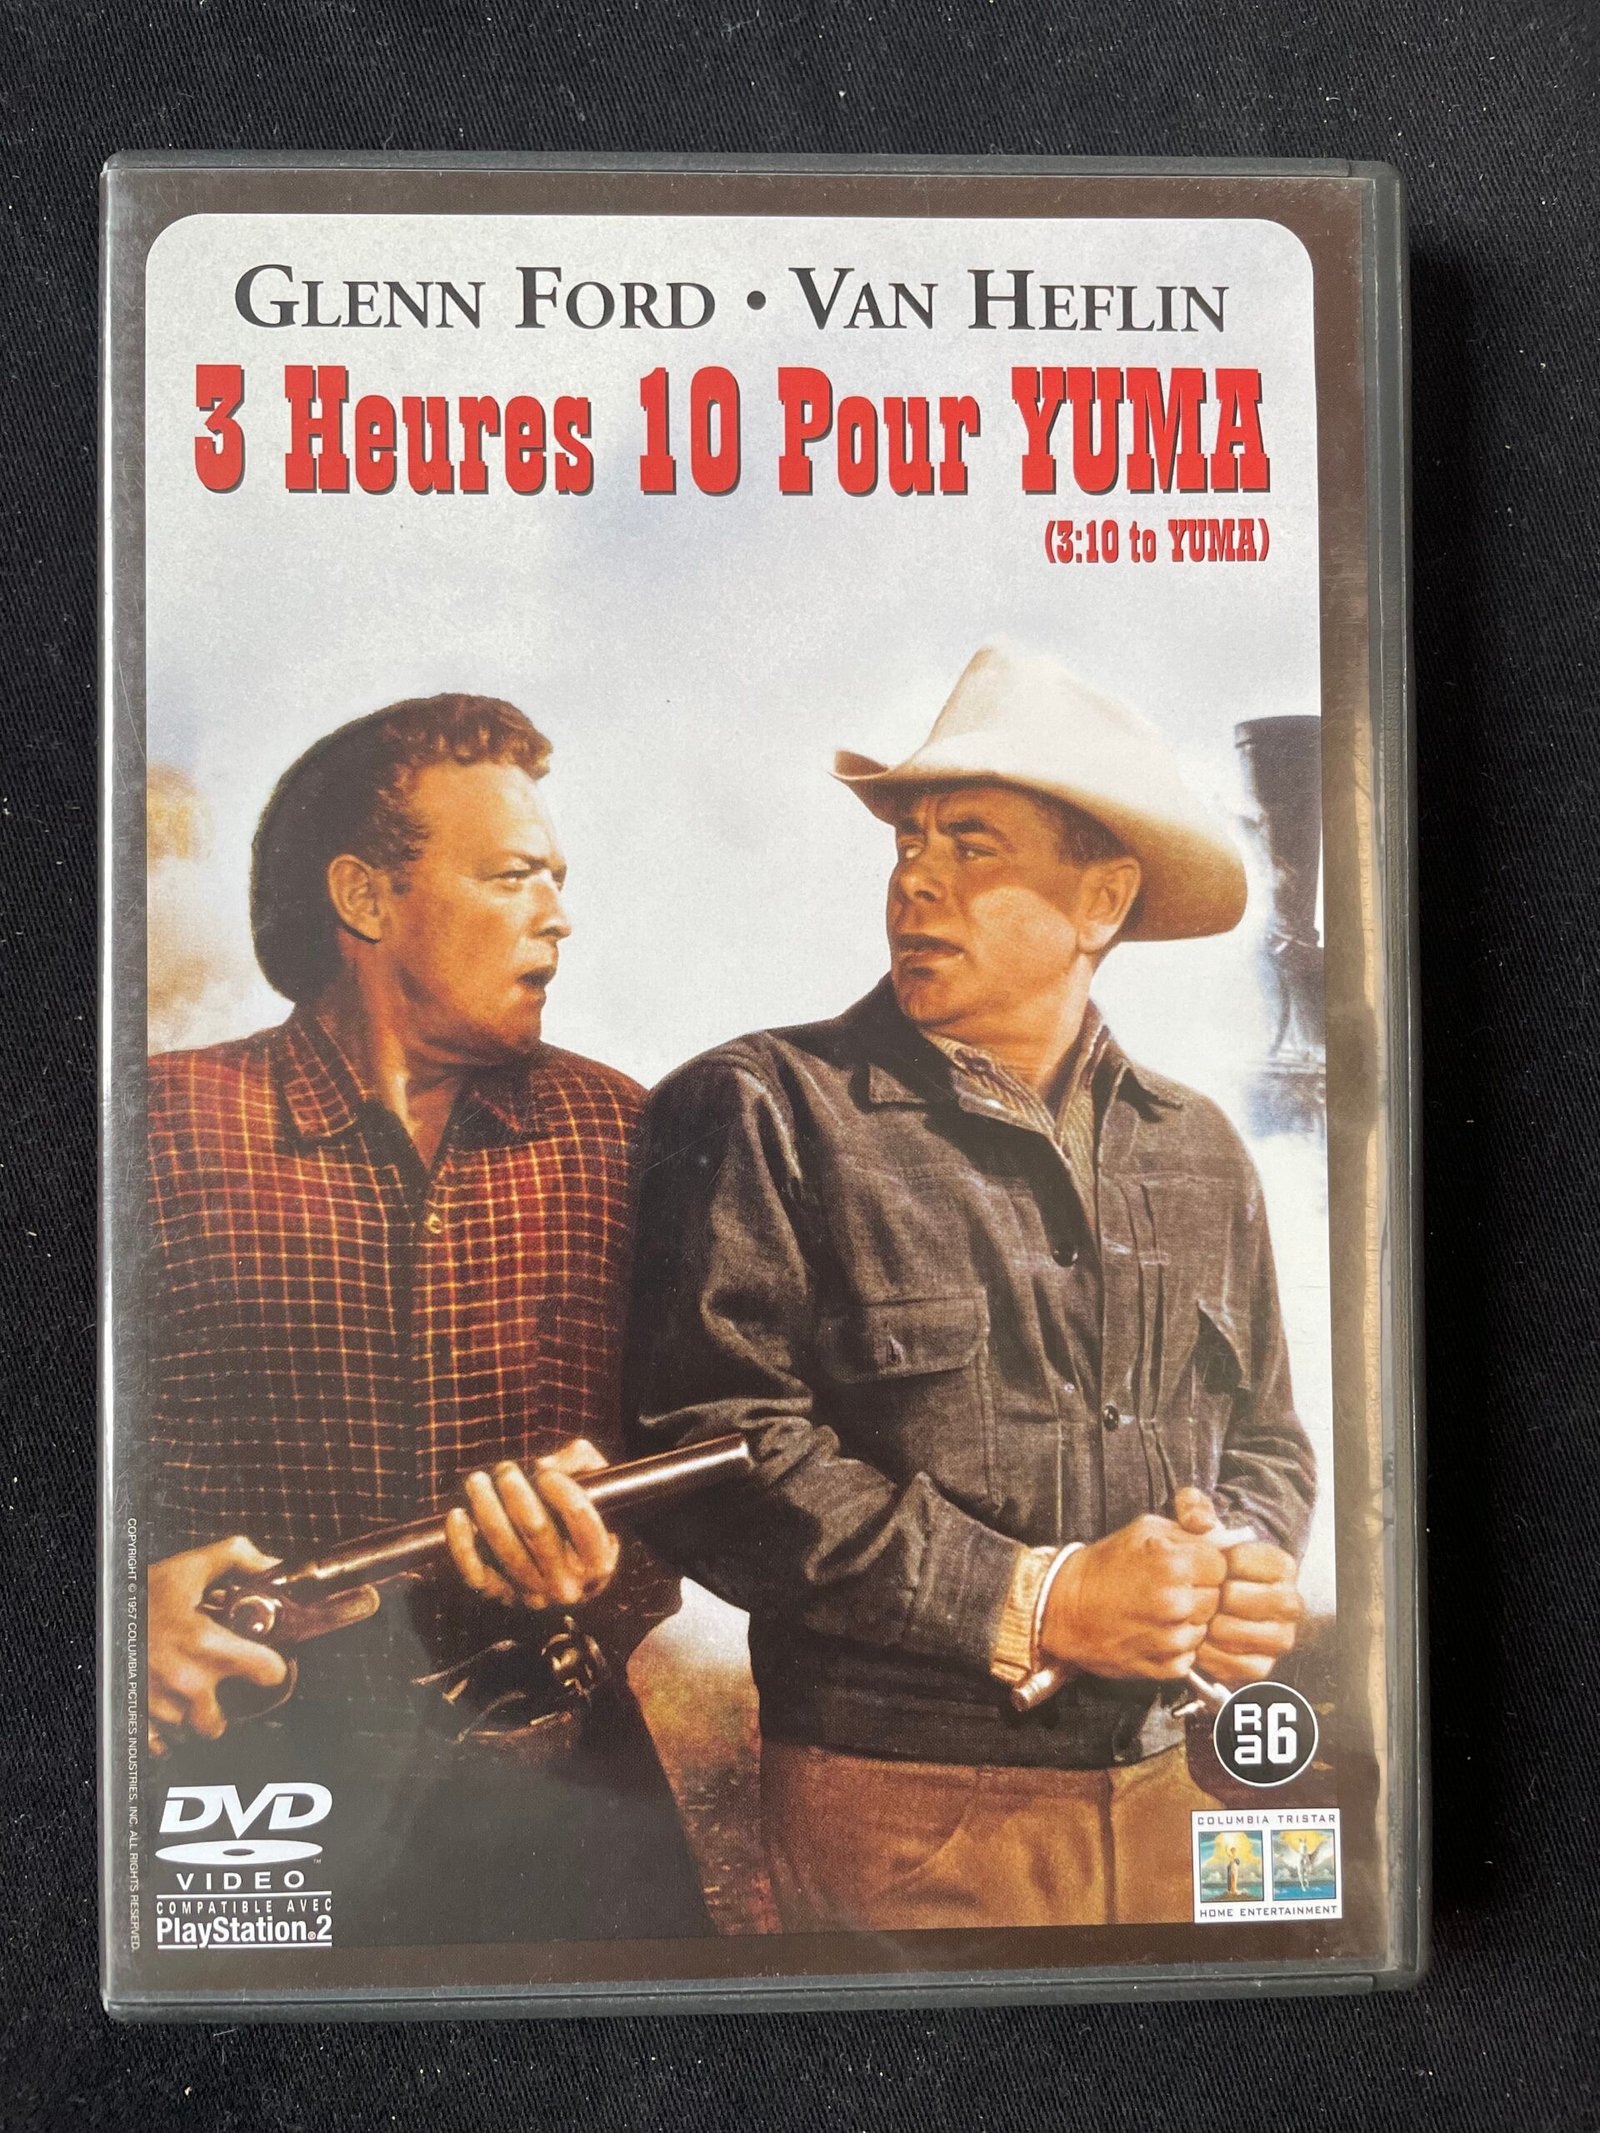 GLENN FORD • VAN HEFLIN
3 Heures 10 Pour YUMA
(3:10 to YUMA)
COPYRIGHT © 1957 COLUMBIA PICTURES INDUSTRIES, INC. ALL RIGHTS RESERVED.
Ra6
DVD
VIDEO
COMPATIBLE AVEC
PlayStation®2
COLUMBIA TRISTAR
HOME ENTERTAINMENT